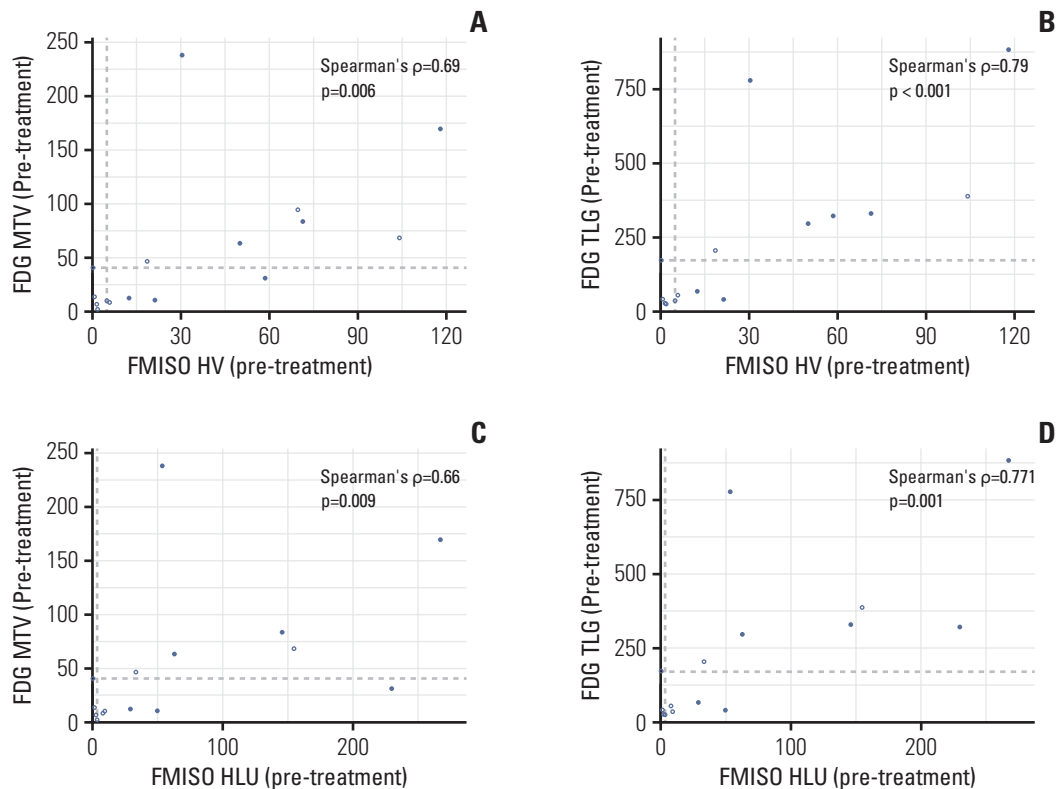 A
250
200
150
100
50
0
FDG MTV (Pre-treatment)
Spearman's ρ=0.69
p=0.006
0 30 60 90 120
FMISO HV (pre-treatment)
B
750
500
250
0
FDG TLG (Pre-treatment)
Spearman's ρ=0.79
p < 0.001
0 30 60 90 120
FMISO HV (pre-treatment)
C
250
200
150
100
50
0
FDG MTV (Pre-treatment)
Spearman's ρ=0.66
p=0.009
0 100 200
FMISO HLU (pre-treatment)
D
750
500
250
0
FDG TLG (Pre-treatment)
Spearman's ρ=0.771
p=0.001
0 100 200
FMISO HLU (pre-treatment)